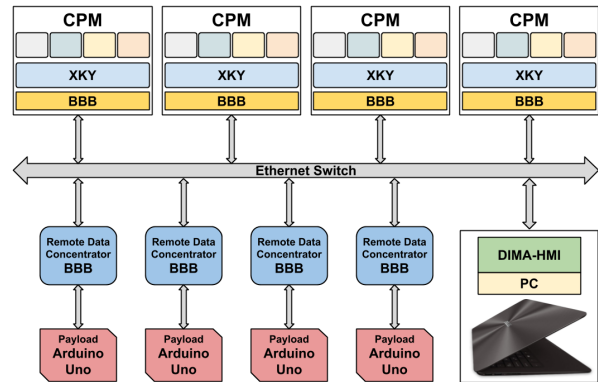 CPM
CPM
CPM
CPM
XKY
XKY
XKY
XKY
BBB
BBB
BBB
BBB
Ethernet Switch
Remote Data
Concentrator
BBB
Remote Data
Concentrator
BBB
Remote Data
Concentrator
BBB
Remote Data
Concentrator
BBB
DIMA-HMI
PC
Payload
Arduino
Uno
Payload
Arduino
Uno
Payload
Arduino
Uno
Payload
Arduino
Uno